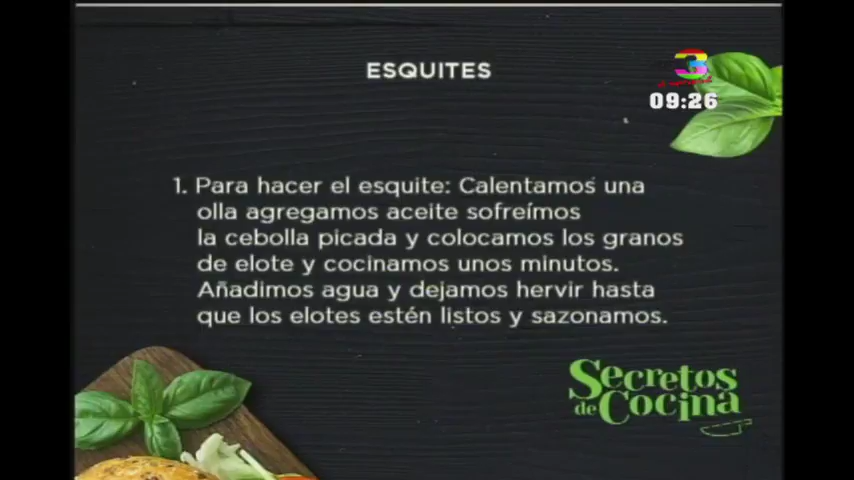 ESQUITES
3
09:26
1. Para hacer el esquite: Calentamos una
olla agregamos aceite sofreímos
la cebolla picada y colocamos los granos
de elote y cocinamos unos minutos.
Añadimos agua y dejamos hervir hasta
que los elotes estén listos y sazonamos.
Secretos
de Cocina